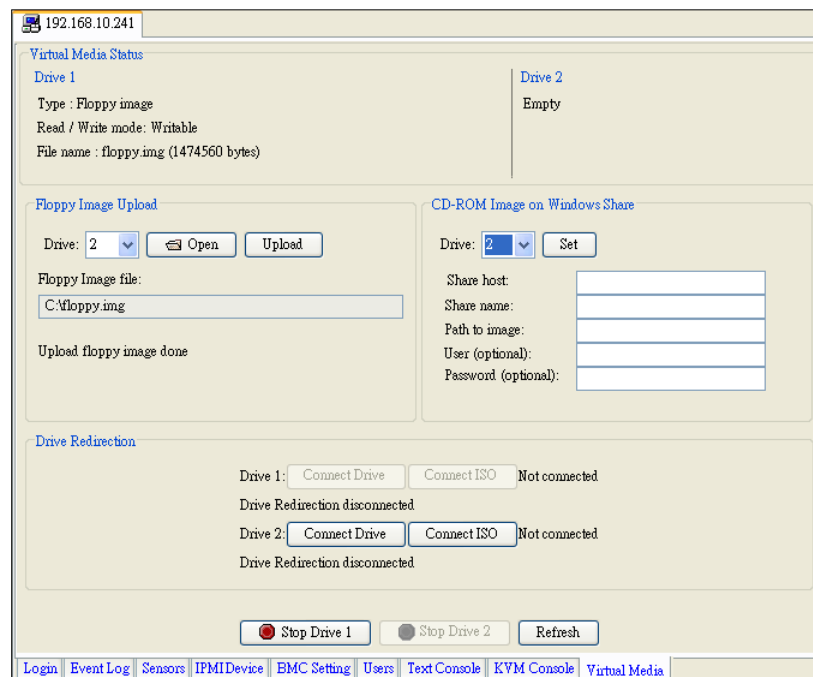 192.168.10.241
Virtual Media Status
Drive 1
Type : Floppy image
Read / Write mode: Writable
File name : floppy.img (1474560 bytes)
Drive 2
Empty
Floppy Image Upload
Drive: 2 Open Upload
Floppy Image file:
C:\floppy.img
Upload floppy image done
CD-ROM Image on Windows Share
Drive: 2 Set
Share host:
Share name:
Path to image:
User (optional):
Password (optional):
Drive Redirection
Drive 1: Connect Drive Connect ISO Not connected
Drive Redirection disconnected
Drive 2: Connect Drive Connect ISO Not connected
Drive Redirection disconnected
Stop Drive 1 Stop Drive 2 Refresh
Login Event Log Sensors IPMI Device BMC Setting Users Text Console KVM Console Virtual Media